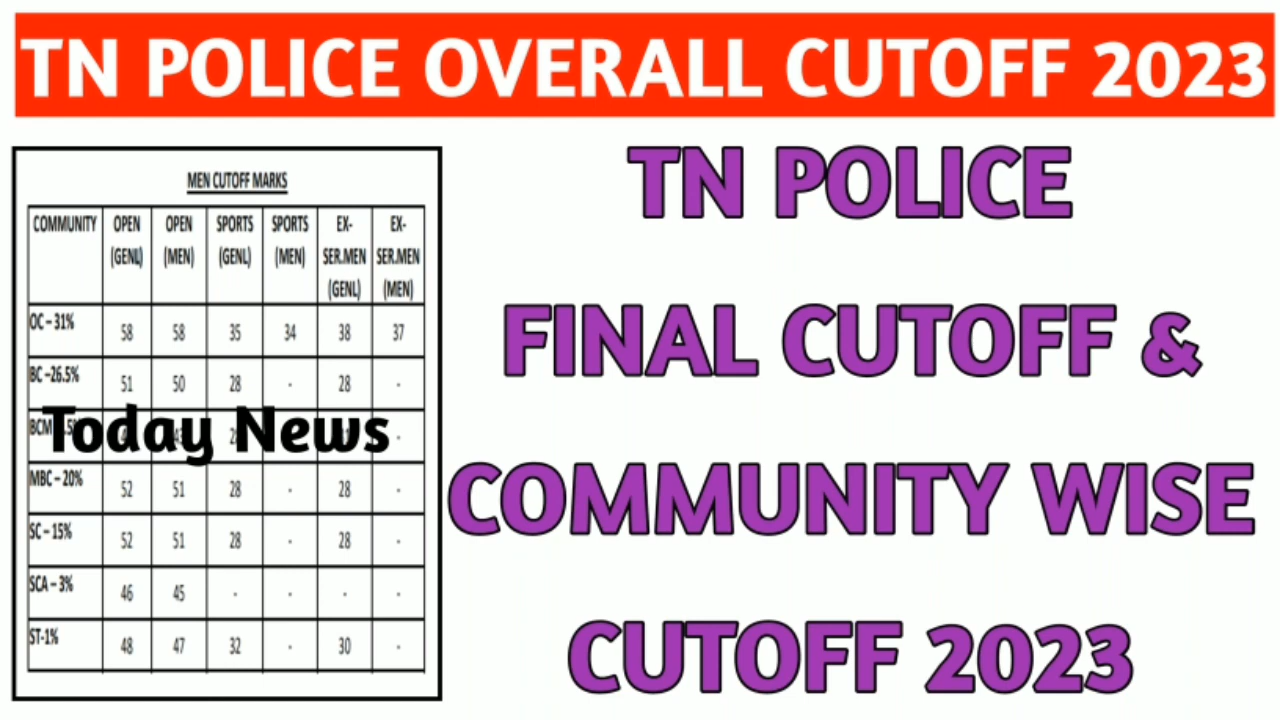 TN POLICE OVERALL CUTOFF 2023
MEN CUTOFF MARKS
COMMUNITY OPEN (GENL) OPEN (MEN) SPORTS (GENL) SPORTS (MEN) EX-SER.MEN (GENL) EX-SER.MEN (MEN)
OC – 31% 58 58 35 34 38 37
BC –26.5% 51 50 28 - 28 -
BCM -
Today News
MBC – 20% 52 51 28 - 28 -
SC – 15% 52 51 28 - 28 -
SCA – 3% 46 45 - - - -
ST-1% 48 47 32 - 30 -
TN POLICE
FINAL CUTOFF &
COMMUNITY WISE
CUTOFF 2023